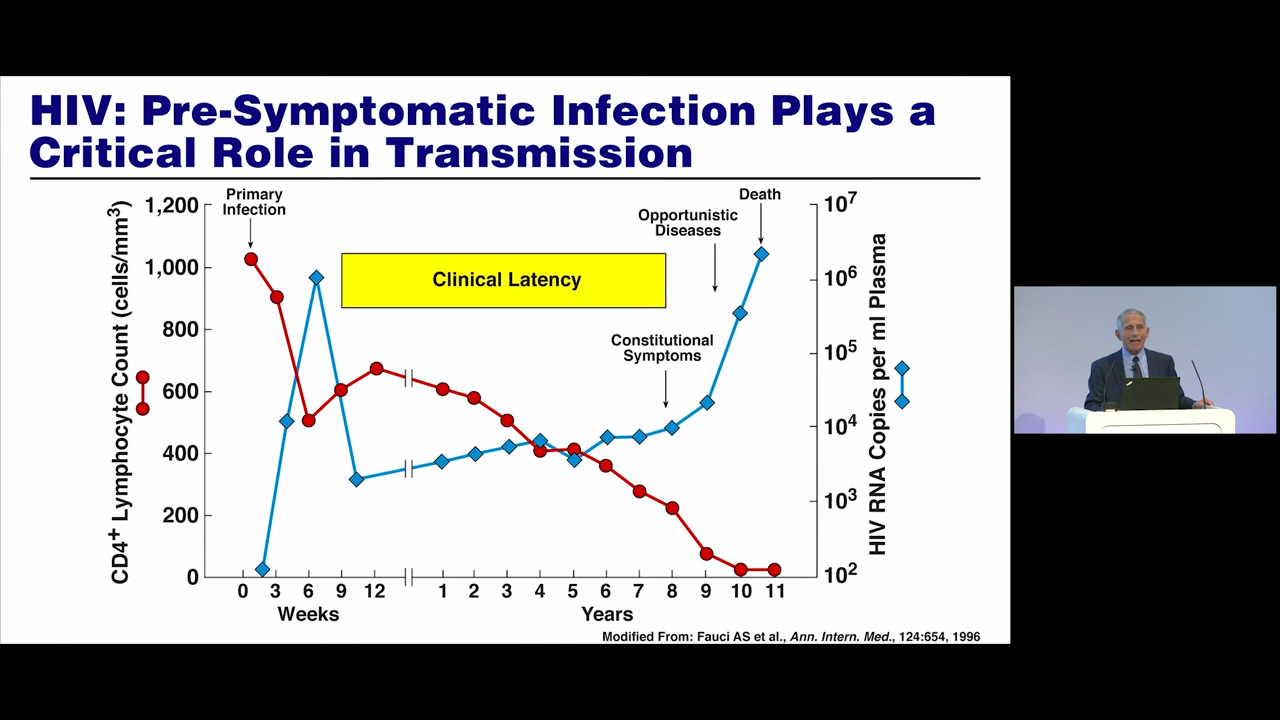 HIV: Pre-Symptomatic Infection Plays a
Critical Role in Transmission
Primary
Infection
Death
Opportunistic
Diseases
Clinical Latency
Constitutional
Symptoms
CD4+ Lymphocyte Count (cells/mm3)
1,200
1,000
800
600
400
200
0
107
106
105
104
103
102
HIV RNA Copies per ml Plasma
0 3 6 9 12 1 2 3 4 5 6 7 8 9 10 11
Weeks Years
Modified From: Fauci AS et al., Ann. Intern. Med., 124:654, 1996